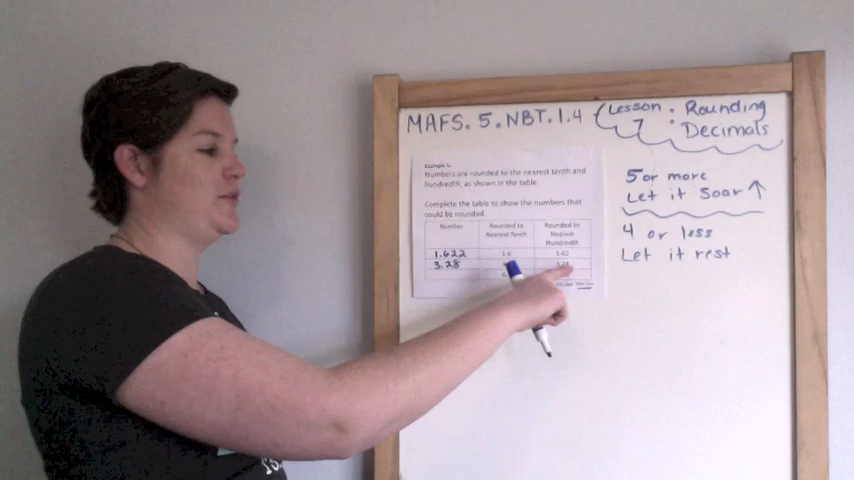 MAFS.5.NBT.1.4 (Lesson 7 : Rounding Decimals
Example 5:
Numbers are rounded to the nearest tenth and
hundredth, as shown in the table.
Complete the table to show the numbers that
could be rounded.
Number Rounded to Nearest Tenth Rounded to Nearest Hundredth
1.622 1.6 1.62
3.28 3.28
5 or more
Let it Soar
4 or less
Let it rest